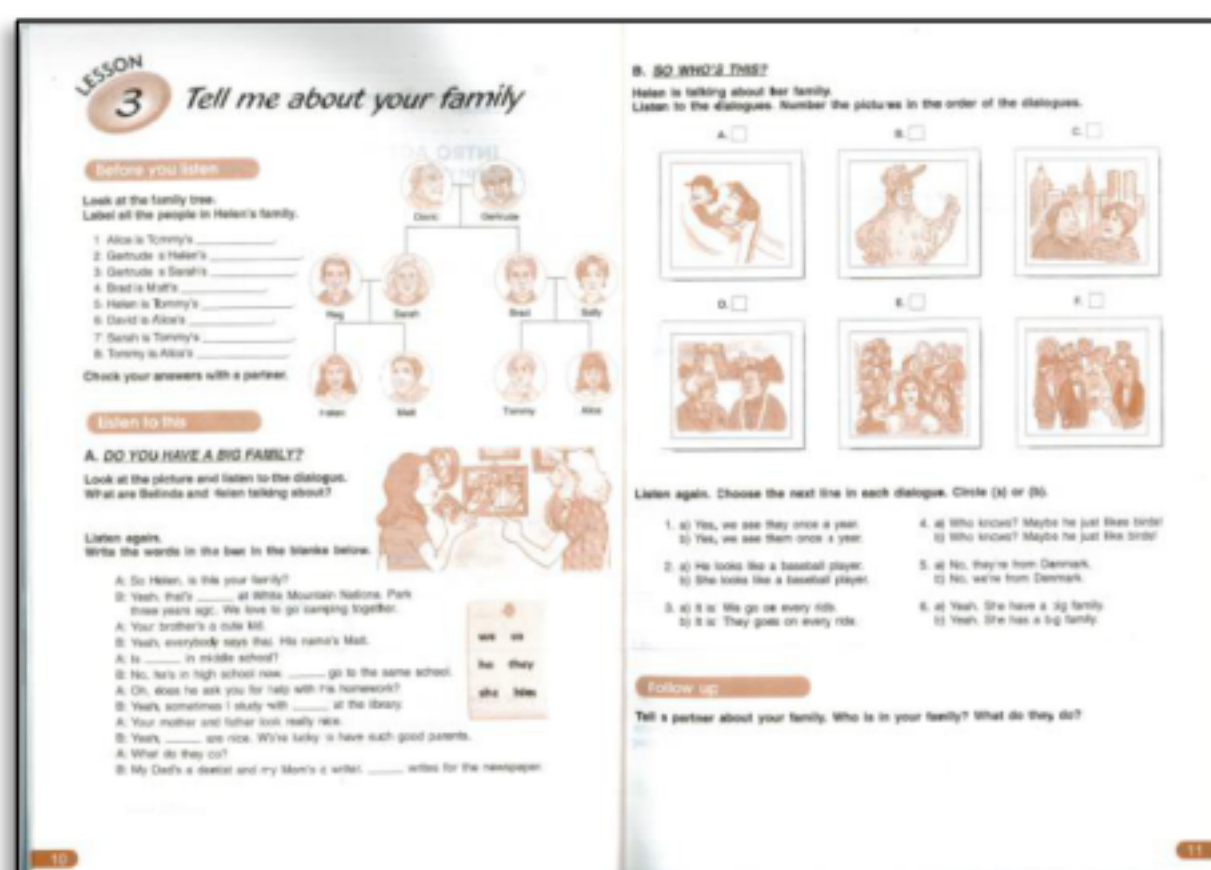 LESSON
3
Tell me about your family
Before you listen
Look at the family tree.
Label all the people in Helen's family.
1 Alice is Tommy's
2 Gertrude is Helen's
3 Gertrude is Sarah's
4 Brad is Matt's
5 Helen is Tommy's
6 David is Alice's
7 Sarah is Tommy's
8 Tommy is Alice's
Check your answers with a partner.
David
Gertrude
Reg
Sarah
Brad
Sally
Helen
Matt
Tommy
Alice
Listen to this
A. DO YOU HAVE A BIG FAMILY?
Look at the picture and listen to the dialogue.
What are Belinda and Helen talking about?
Listen again.
Write the words in the box in the blanks below.
A: So Helen, is this your family?
B: Yeah, that's ______ at White Mountain National Park
three years ago. We love to go camping together.
A: Your brother's a cute kid.
B: Yeah, everybody says that. His name's Matt.
A: Is ______ in middle school?
B: No, he's in high school now. ______ go to the same school.
A: Oh, does he ask you for help with his homework?
B: Yeah, sometimes I study with ______ at the library.
A: Your mother and father look really nice.
B: Yeah, ______ are nice. We're lucky to have such good parents.
A: What do they do?
B: My Dad's a dentist and my Mom's a writer. ______ writes for the newspaper.
we us
he they
she him
10
B. SO WHO'S THIS?
Helen is talking about her family.
Listen to the dialogues. Number the pictures in the order of the dialogues.
A.
B.
C.
D.
E.
F.
Listen again. Choose the next line in each dialogue. Circle (a) or (b).
1. a) Yes, we see they once a year.
b) Yes, we see them once a year.
2. a) He looks like a baseball player.
b) She looks like a baseball player.
3. a) It is. We go on every ride.
b) It is. They goes on every ride.
4. a) Who knows? Maybe he just likes birds!
b) Who knows? Maybe he just like birds!
5. a) No, they're from Denmark.
b) No, we're from Denmark.
6. a) Yeah. She have a big family.
b) Yeah. She has a big family.
Follow up
Tell a partner about your family. Who is in your family? What do they do?
11